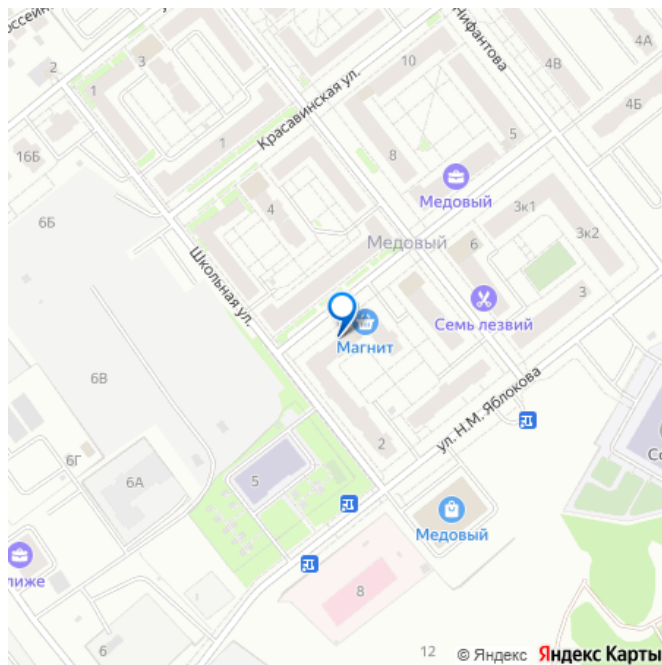 Нифантова
4А
2
3
10
4В
1
Красавинская ул.
4Б
1
5
16Б
8
Медовый
6Б
4
3к1
Медовый
6
3к2
Школьная ул.
3
Семь лезвий
Магнит
6В
ул. Н.М. Яблокова
2
6Г
6А
5
Медовый
8
6
12
© Яндекс Яндекс Карты